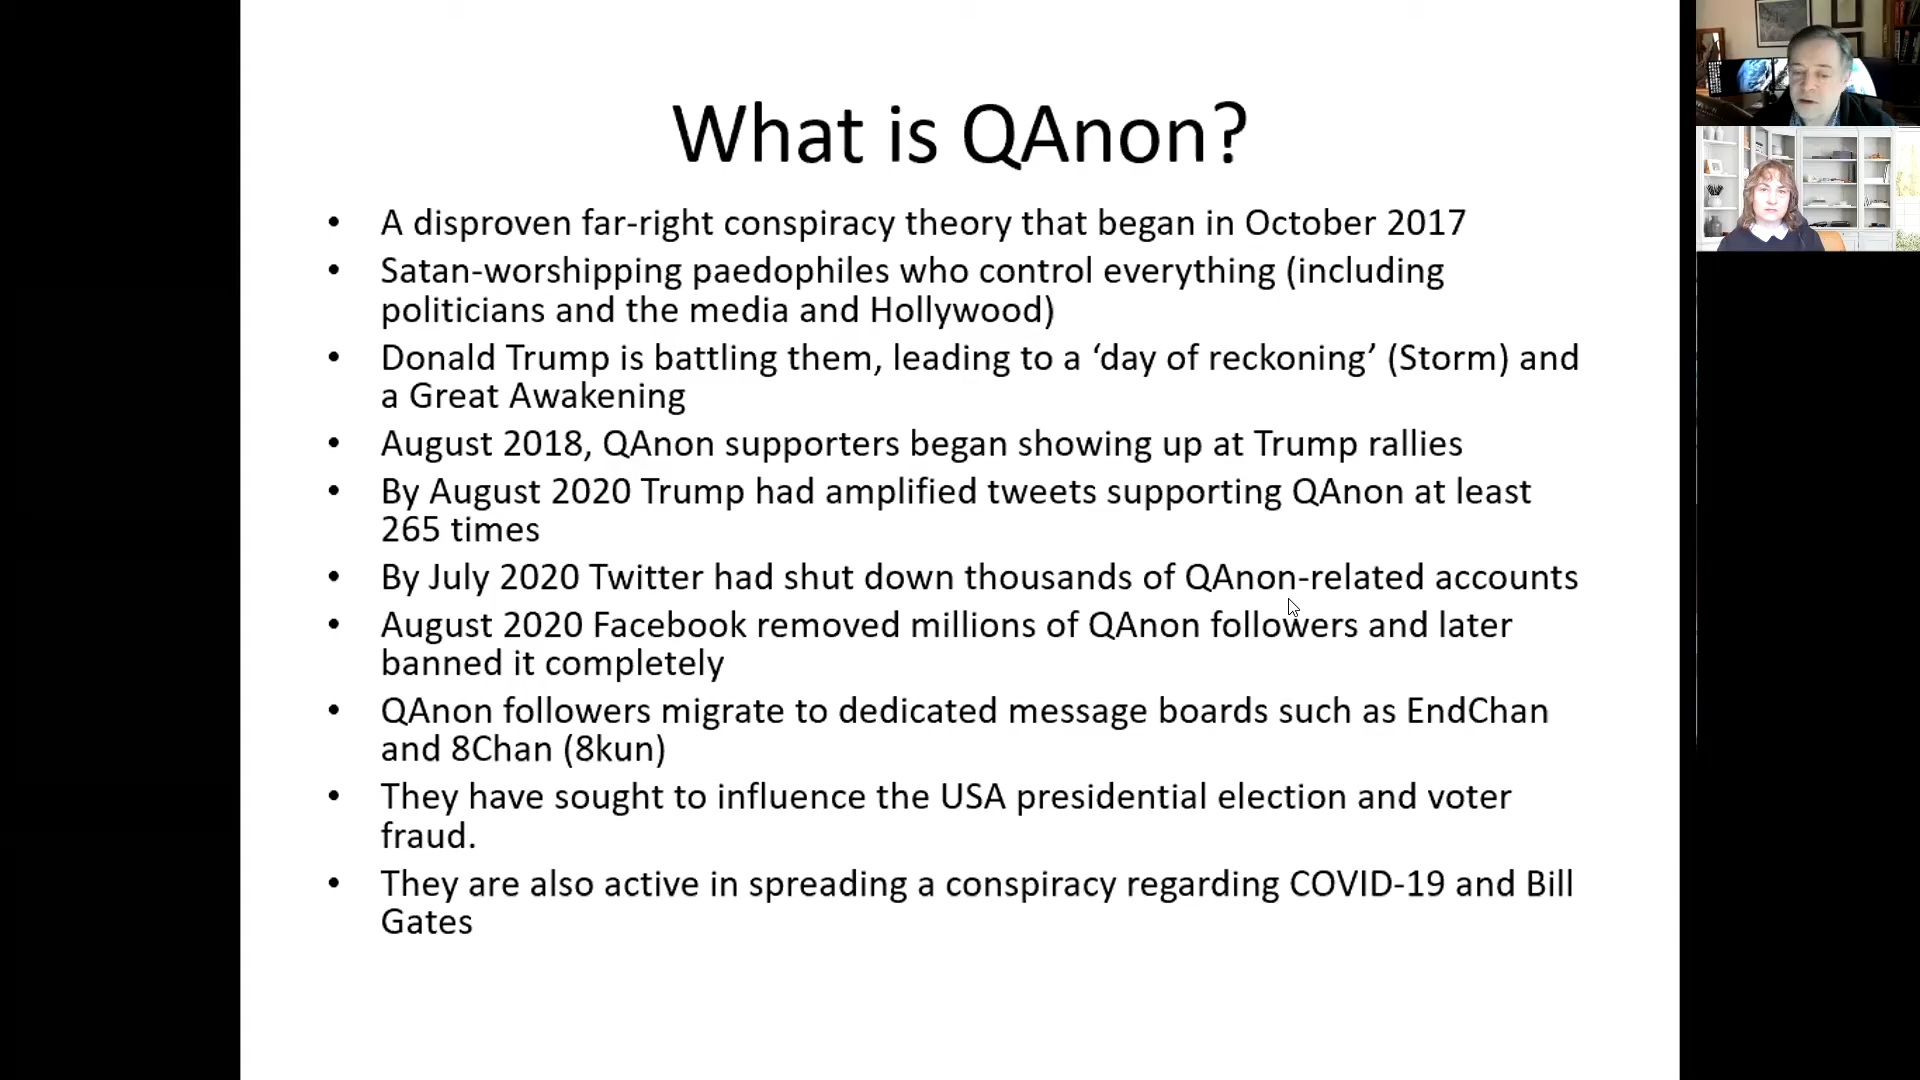 What is QAnon?
• A disproven far-right conspiracy theory that began in October 2017
• Satan-worshipping paedophiles who control everything (including
politicians and the media and Hollywood)
• Donald Trump is battling them, leading to a ‘day of reckoning’ (Storm) and
a Great Awakening
• August 2018, QAnon supporters began showing up at Trump rallies
• By August 2020 Trump had amplified tweets supporting QAnon at least
265 times
• By July 2020 Twitter had shut down thousands of QAnon-related accounts
• August 2020 Facebook removed millions of QAnon followers and later
banned it completely
• QAnon followers migrate to dedicated message boards such as EndChan
and 8Chan (8kun)
• They have sought to influence the USA presidential election and voter
fraud.
• They are also active in spreading a conspiracy regarding COVID-19 and Bill
Gates